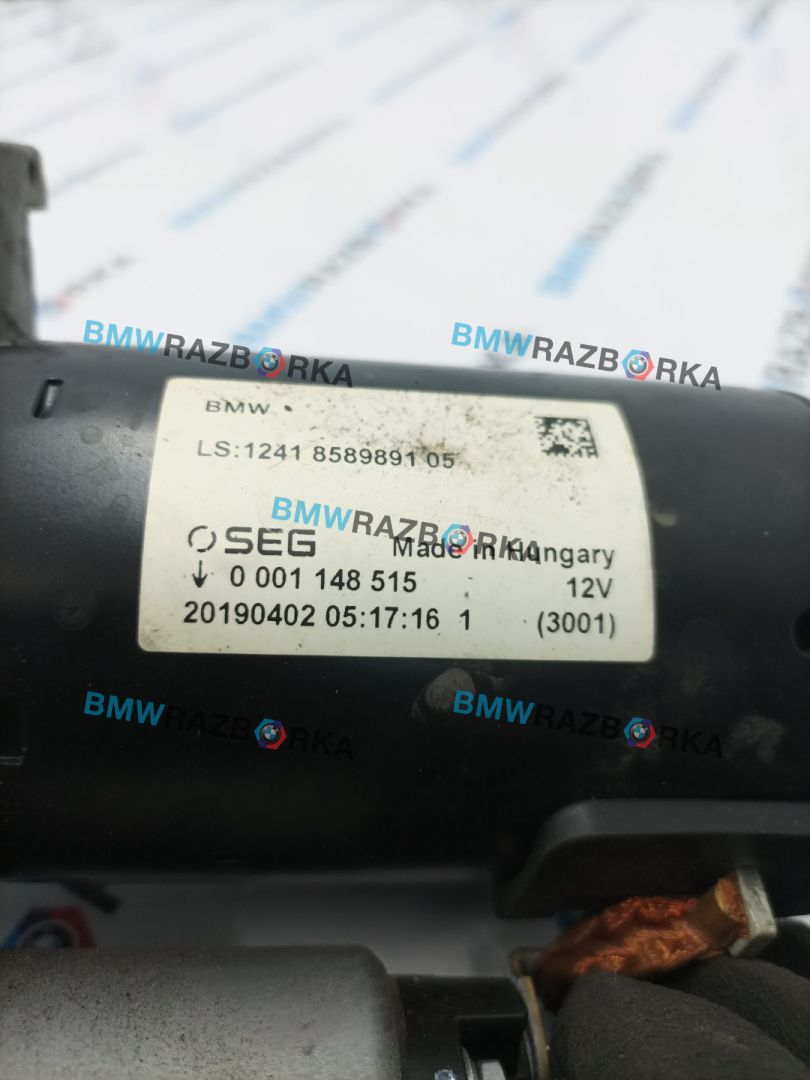 BMWRAZBORKA BMWRAZBORKA
BMW
LS:1241 8589891 05
BMWRAZBORKA
SEG Made in Hungary
0 001 148 515 12V
20190402 05:17:16 1 (3001)
BMWRAZBORKA BMWRAZBORKA